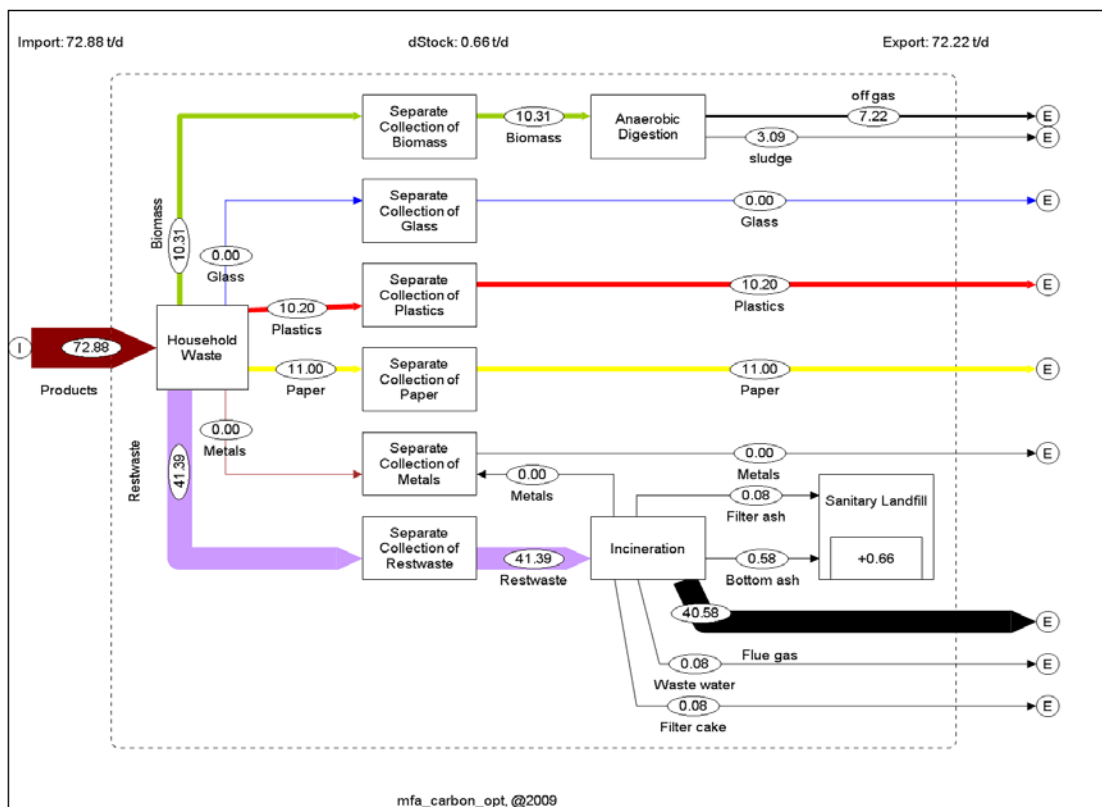 Import: 72.88 t/d
dStock: 0.66 t/d
Export: 72.22 t/d
off gas
Separate
Collection of
Biomass
10.31
Biomass
Anaerobic
Digestion
7.22
E
3.09
E
sludge
Biomass
10.31
Separate
Collection of
Glass
0.00
Glass
E
0.00
Glass
Separate
Collection of
Plastics
10.20
Plastics
E
10.20
Plastics
I
72.88
Products
Household
Waste
11.00
Paper
Separate
Collection of
Paper
11.00
Paper
E
0.00
Metals
Restwaste
41.39
Separate
Collection of
Metals
0.00
Metals
E
0.00
Metals
0.08
Filter ash
Sanitary Landfill
+0.66
Separate
Collection of
Restwaste
41.39
Restwaste
Incineration
0.58
Bottom ash
40.58
E
Flue gas
0.08
E
Waste water
0.08
E
Filter cake
mfa_carbon_opt, @2009